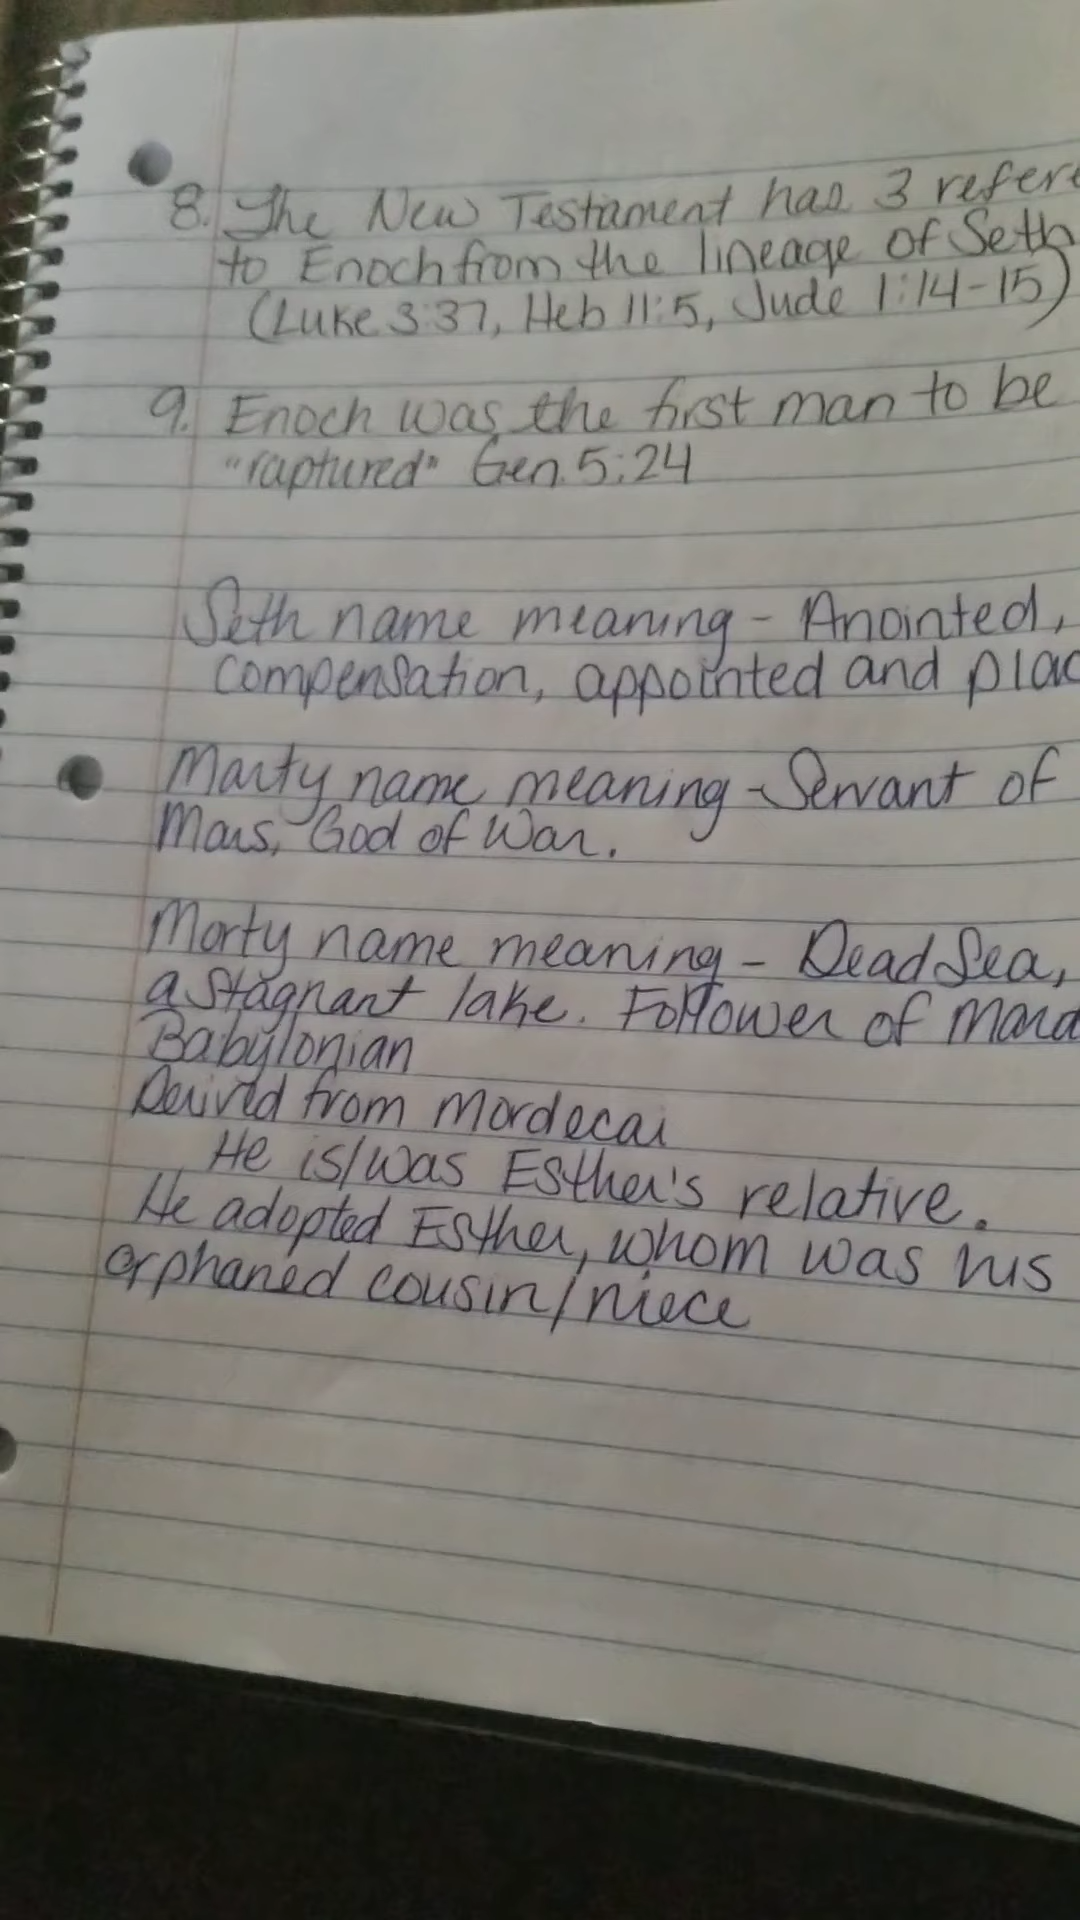 8. The New Testament has 3 refere
to Enoch from the lineage of Seth
(Luke 3:37, Heb 11:5, Jude 1:14-15)
9. Enoch was the first man to be
"raptured" Gen. 5:24
Seth name meaning - Anointed,
compensation, appointed and plac
Marty name meaning - Servant of
Mars, God of War.
Morty name meaning - Dead Sea,
a stagnant lake. Follower of Mard
Babylonian
Derived from Mordecai
He is/was Esther's relative.
He adopted Esther, whom was his
orphaned cousin/niece